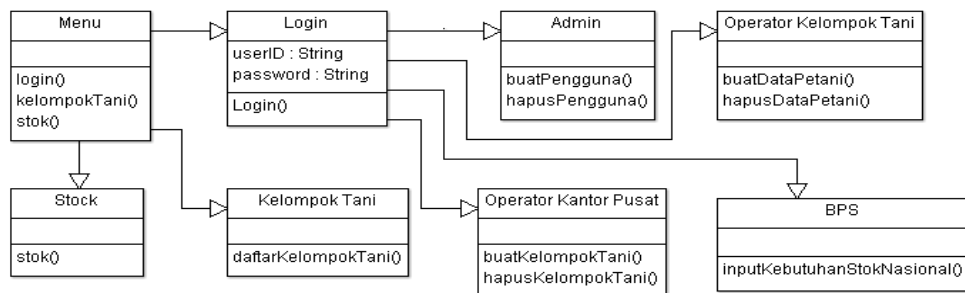 Menu
login()
kelompokTani()
stok()
Login
userID : String
password : String
Login()
Admin
buatPengguna()
hapusPengguna()
Operator Kelompok Tani
buatDataPetani()
hapusDataPetani()
Stock
stok()
Kelompok Tani
daftarKelompokTani()
Operator Kantor Pusat
buatKelompokTani()
hapusKelompokTani()
BPS
inputKebutuhanStokNasional()